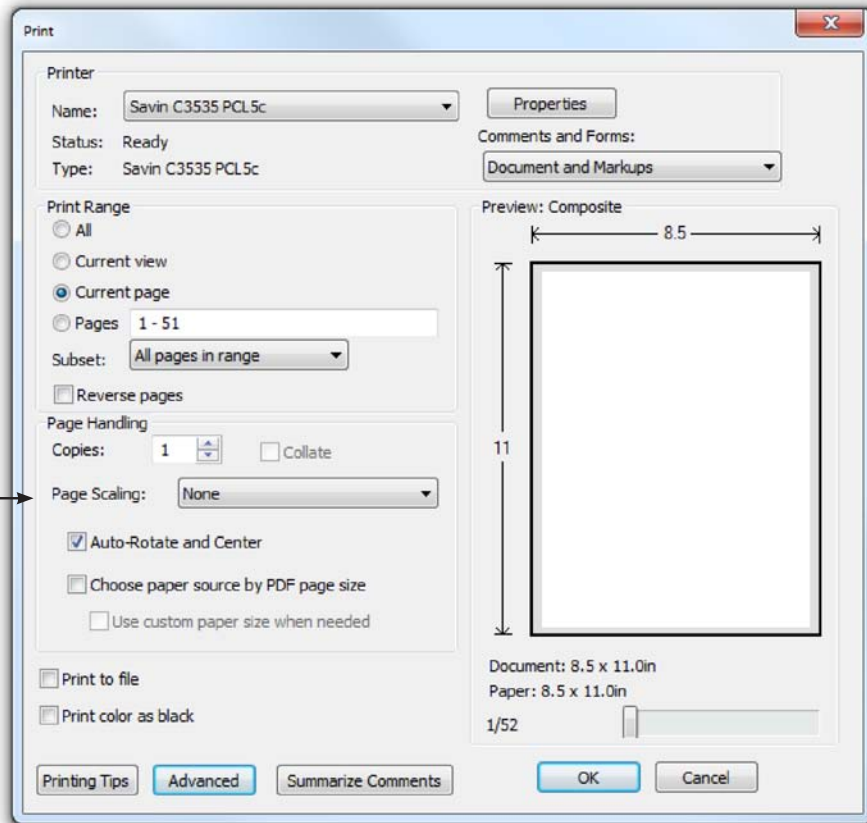 Print
Printer
Name: Savin C3535 PCL5c
Properties
Status: Ready
Comments and Forms:
Type: Savin C3535 PCL5c
Document and Markups
Print Range
All
Current view
Current page
Pages 1 - 51
Subset: All pages in range
Reverse pages
Page Handling
Copies: 1 Collate
Page Scaling: None
Auto-Rotate and Center
Choose paper source by PDF page size
Use custom paper size when needed
Print to file
Print color as black
Preview: Composite
8.5
11
Document: 8.5 x 11.0in
Paper: 8.5 x 11.0in
1/52
Printing Tips Advanced Summarize Comments OK Cancel